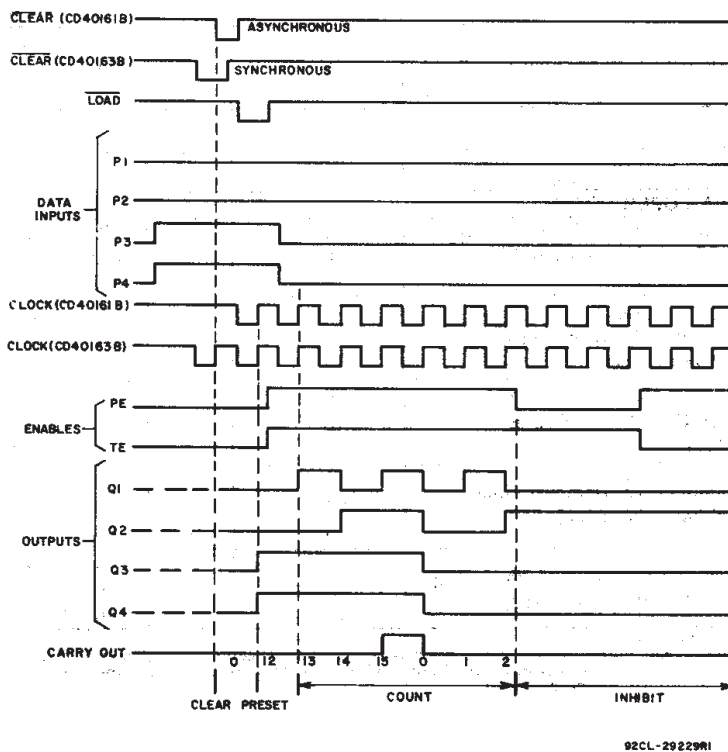 CLEAR (CD40161B)
ASYNCHRONOUS
CLEAR (CD40163B)
SYNCHRONOUS
LOAD
P1
DATA
INPUTS
P2
P3
P4
CLOCK(CD40161B)
CLOCK(CD40163B)
PE
ENABLES
TE
Q1
Q2
OUTPUTS
Q3
Q4
CARRY OUT
0 12 13 14 15 0 1 2
CLEAR PRESET COUNT INHIBIT
92CL-29229R1